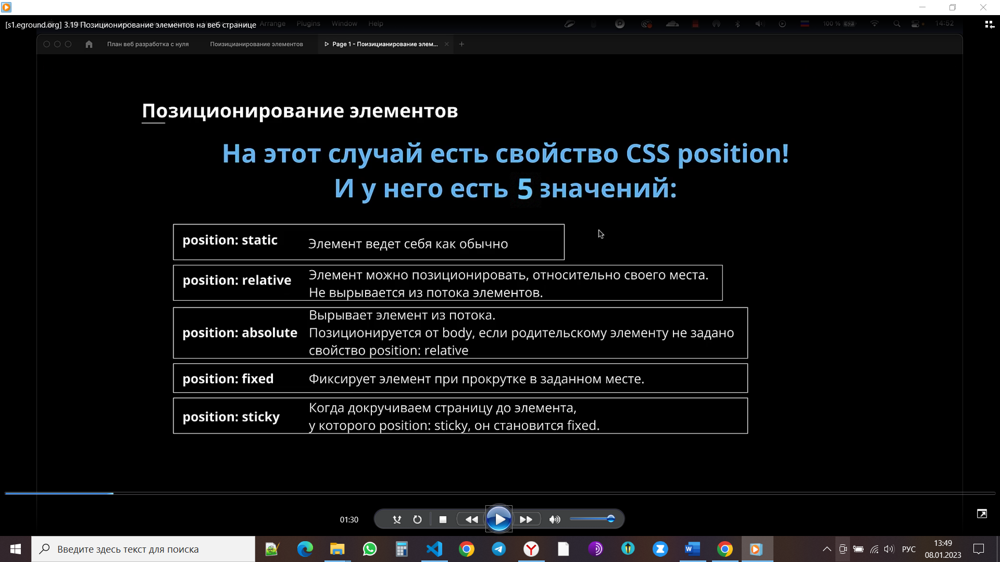 [s1.eground.org] 3.19 Позиционирование элементов на веб странице
Arrange Plugins Window Help
100 %
14:52
План веб разработка с нуля
Поизицианирование элементов
Page 1 - Поизицианирование элем...
Позиционирование элементов
На этот случай есть свойство CSS position!
И у него есть 5 значений:
position: static
Элемент ведет себя как обычно
position: relative
Элемент можно позиционировать, относительно своего места.
Не вырывается из потока элементов.
position: absolute
Вырывает элемент из потока.
Позиционируется от body, если родительскому элементу не задано
свойство position: relative
position: fixed
Фиксирует элемент при прокрутке в заданном месте.
position: sticky
Когда докручиваем страницу до элемента,
у которого position: sticky, он становится fixed.
01:30
Введите здесь текст для поиска
РУС
13:49
08.01.2023